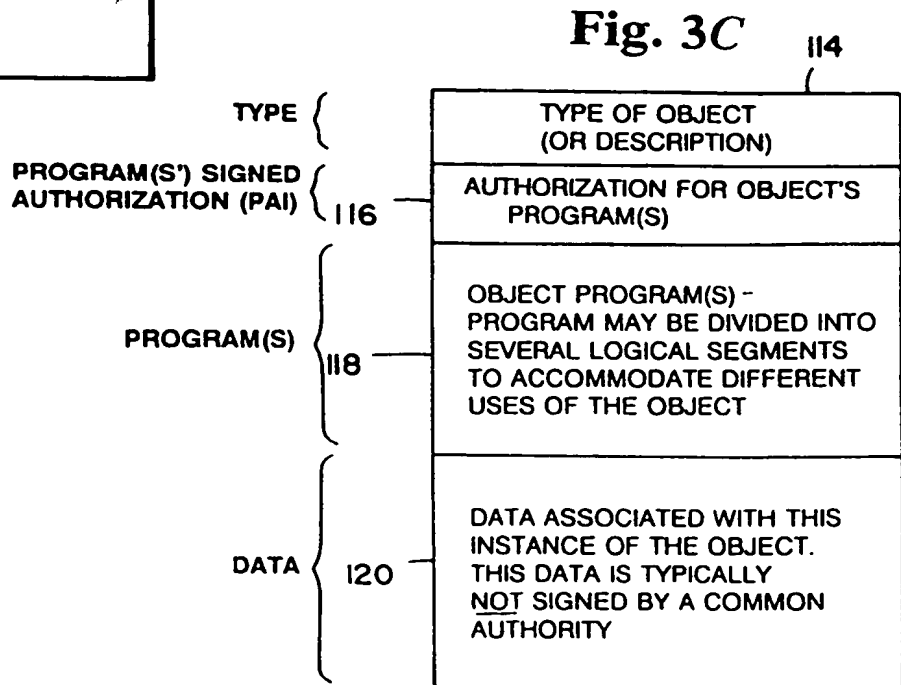 Fig. 3C
114
TYPE
TYPE OF OBJECT
(OR DESCRIPTION)
PROGRAM(S') SIGNED
AUTHORIZATION (PAI)
116
AUTHORIZATION FOR OBJECT'S
PROGRAM(S)
PROGRAM(S)
118
OBJECT PROGRAM(S) -
PROGRAM MAY BE DIVIDED INTO
SEVERAL LOGICAL SEGMENTS
TO ACCOMMODATE DIFFERENT
USES OF THE OBJECT
DATA
120
DATA ASSOCIATED WITH THIS
INSTANCE OF THE OBJECT.
THIS DATA IS TYPICALLY
NOT SIGNED BY A COMMON
AUTHORITY